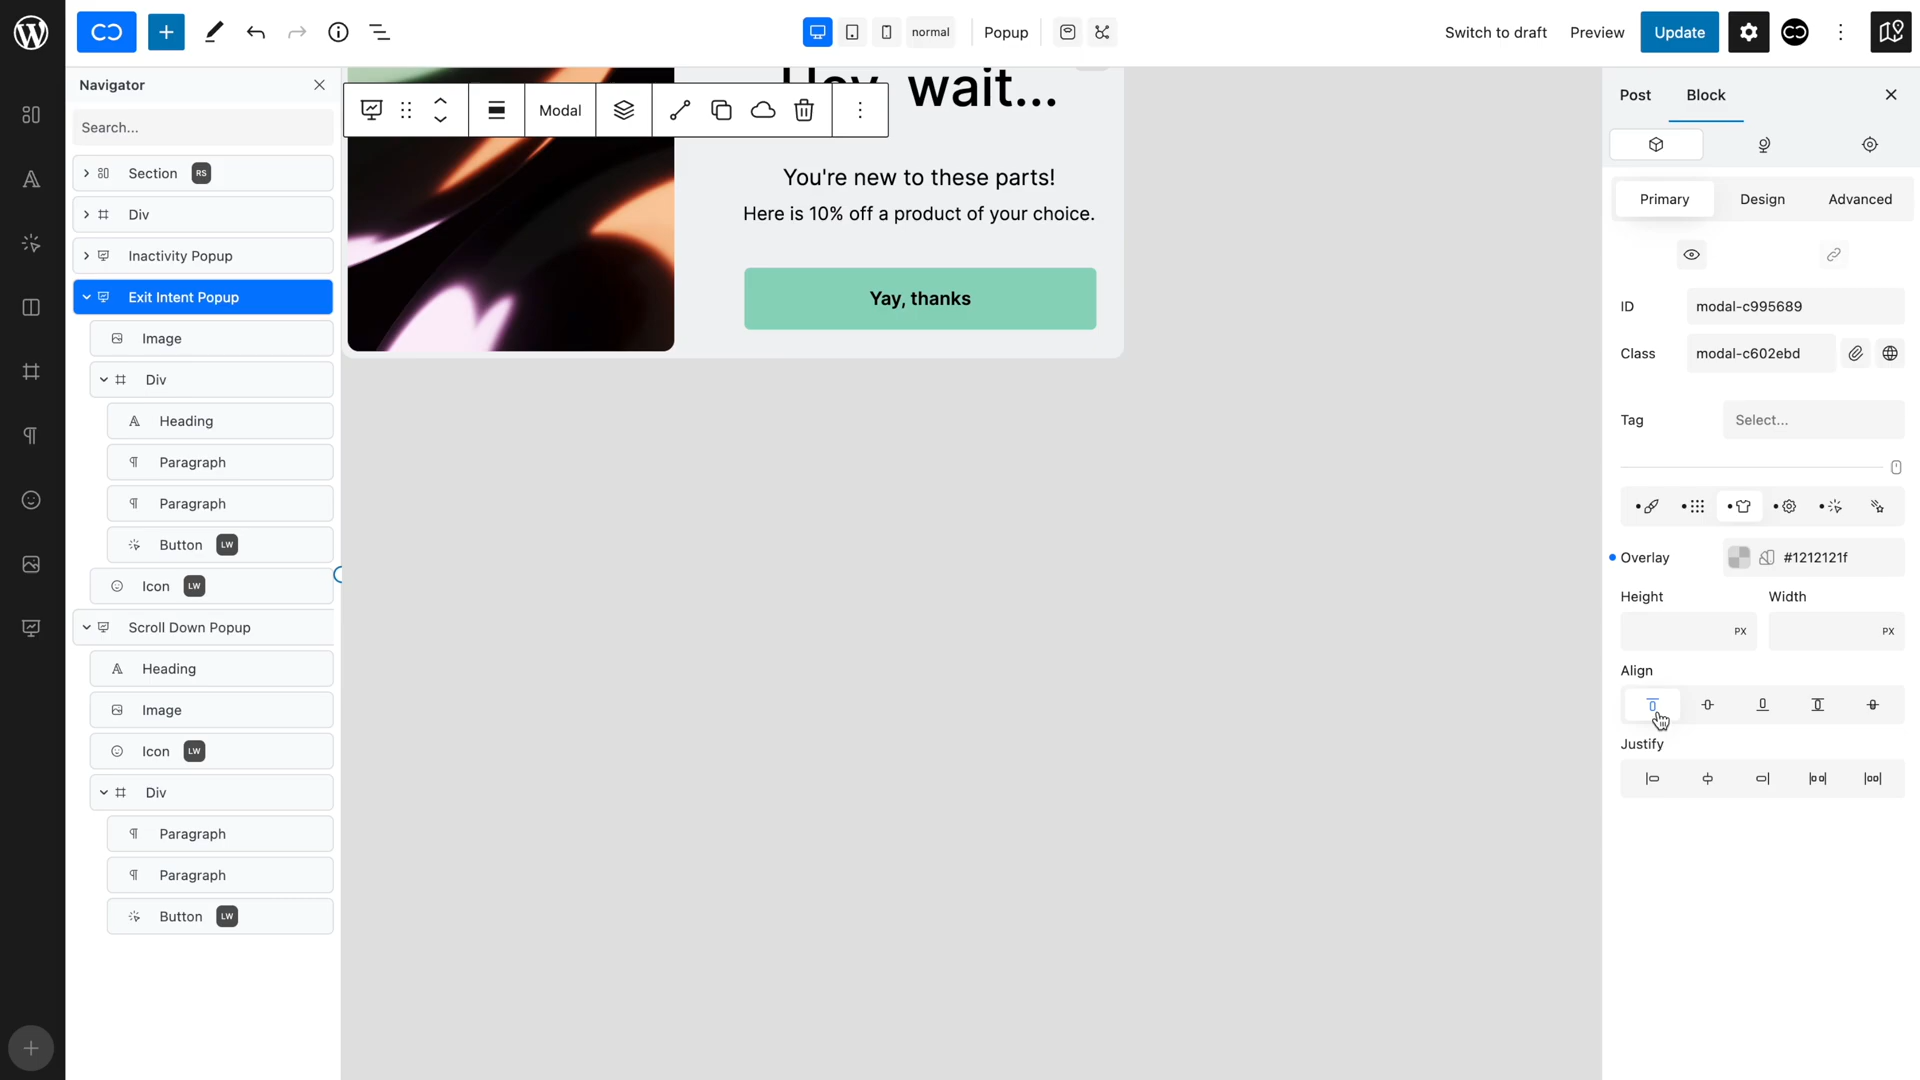 normal
Popup
Switch to draft
Preview
Update
Navigator
Search...
Section RS
Div
Inactivity Popup
Exit Intent Popup
Image
Div
Heading
Paragraph
Paragraph
Button LW
Icon LW
Scroll Down Popup
Heading
Image
Icon LW
Div
Paragraph
Paragraph
Button LW
Modal
Hey, wait...
You're new to these parts!
Here is 10% off a product of your choice.
Yay, thanks
Post
Block
Primary
Design
Advanced
ID
modal-c995689
Class
modal-c602ebd
Tag
Select...
Overlay
#1212121f
Height
Width
PX
PX
Align
Justify